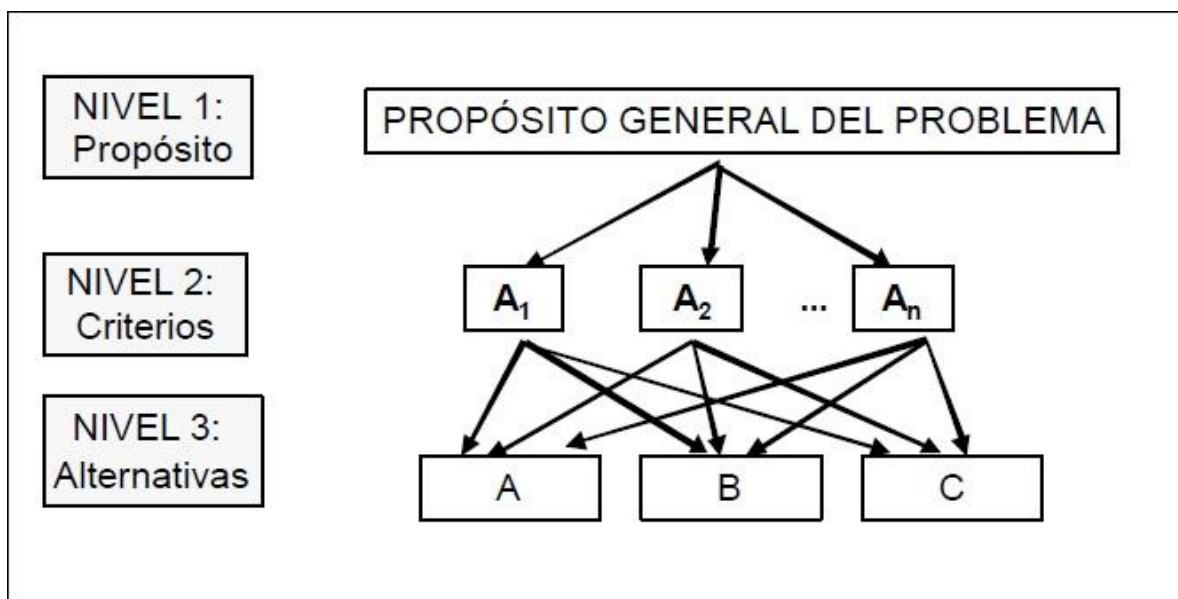 NIVEL 1:
Propósito
PROPÓSITO GENERAL DEL PROBLEMA
NIVEL 2:
Criterios
A₁
A₂
...
Aₙ
NIVEL 3:
Alternativas
A
B
C